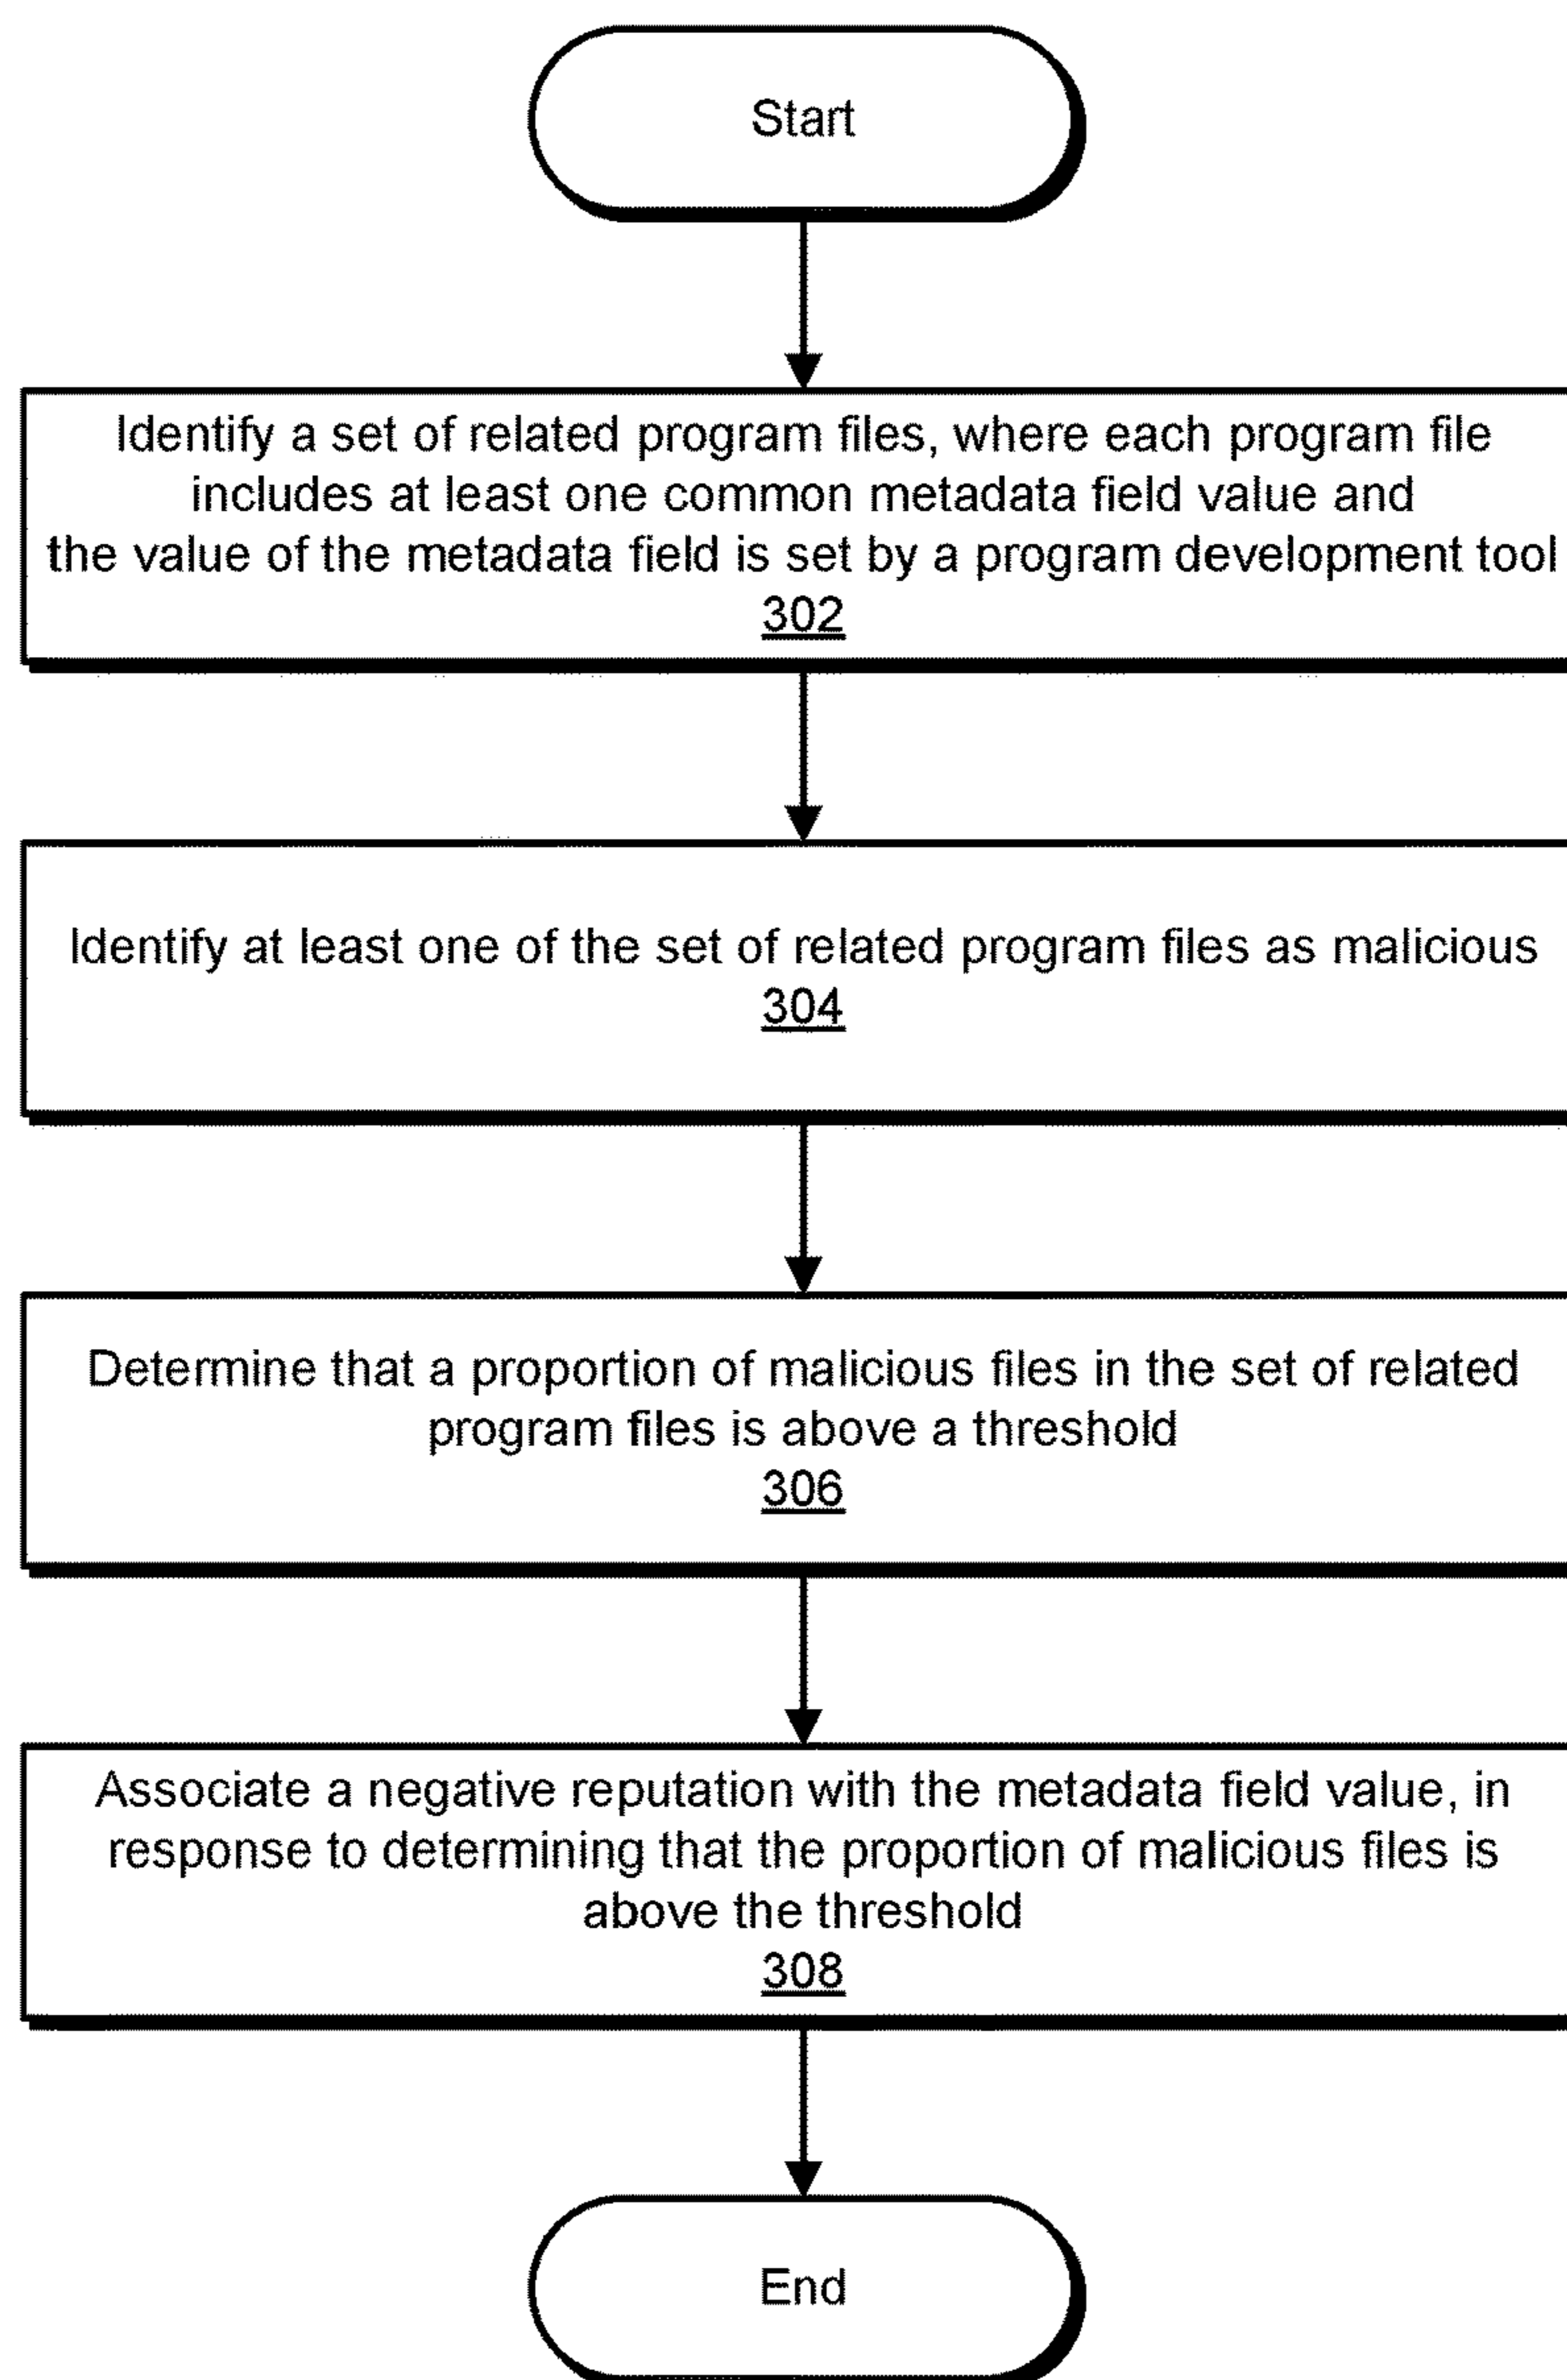 Start
Identify a set of related program files, where each program file
includes at least one common metadata field value and
the value of the metadata field is set by a program development tool
302
Identify at least one of the set of related program files as malicious
304
Determine that a proportion of malicious files in the set of related
program files is above a threshold
306
Associate a negative reputation with the metadata field value, in
response to determining that the proportion of malicious files is
above the threshold
308
End